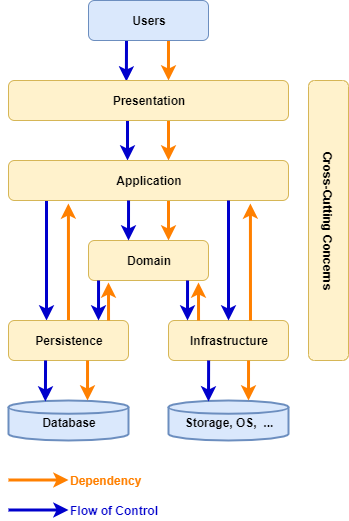 Users
Presentation
Cross-Cutting Concerns
Application
Domain
Persistence
Infrastructure
Database
Storage, OS, ...
Dependency
Flow of Control